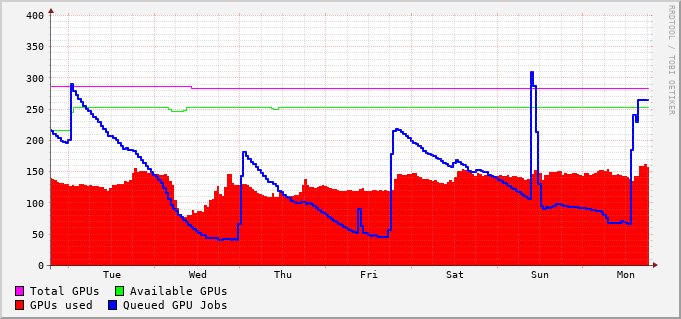 400
350
300
250
200
150
100
50
0
Tue Wed Thu Fri Sat Sun Mon
Total GPUs Available GPUs
GPUs used Queued GPU Jobs
RRDTOOL / TOBI OETIKER